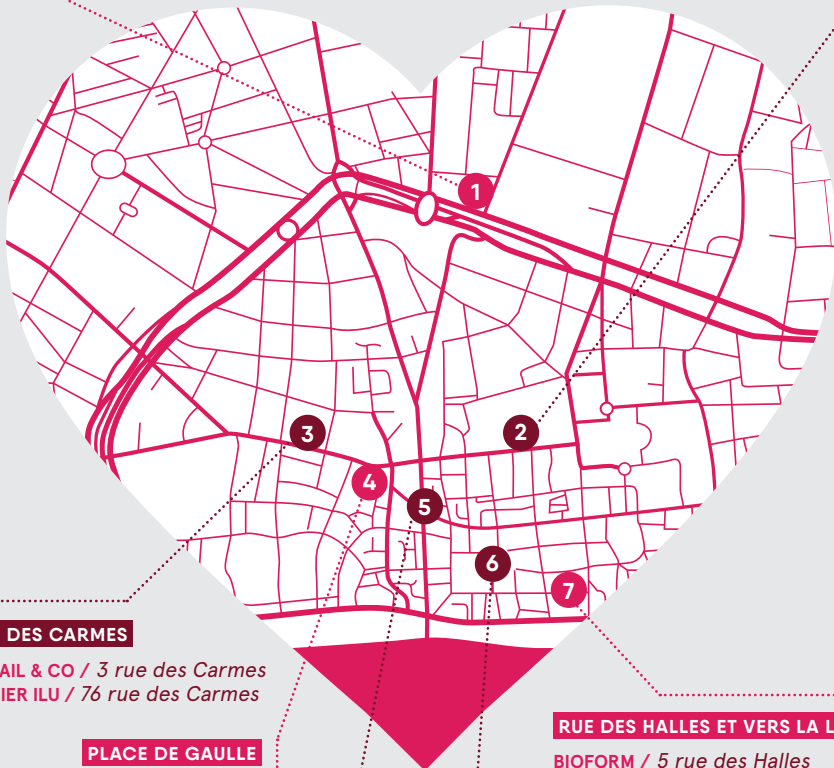 1
2
3
4
5
6
7
DES CARMES
AIL & CO / 3 rue des Carmes
IER ILU / 76 rue des Carmes
PLACE DE GAULLE
RUE DES HALLES ET VERS LA L
BIOFORM / 5 rue des Halles